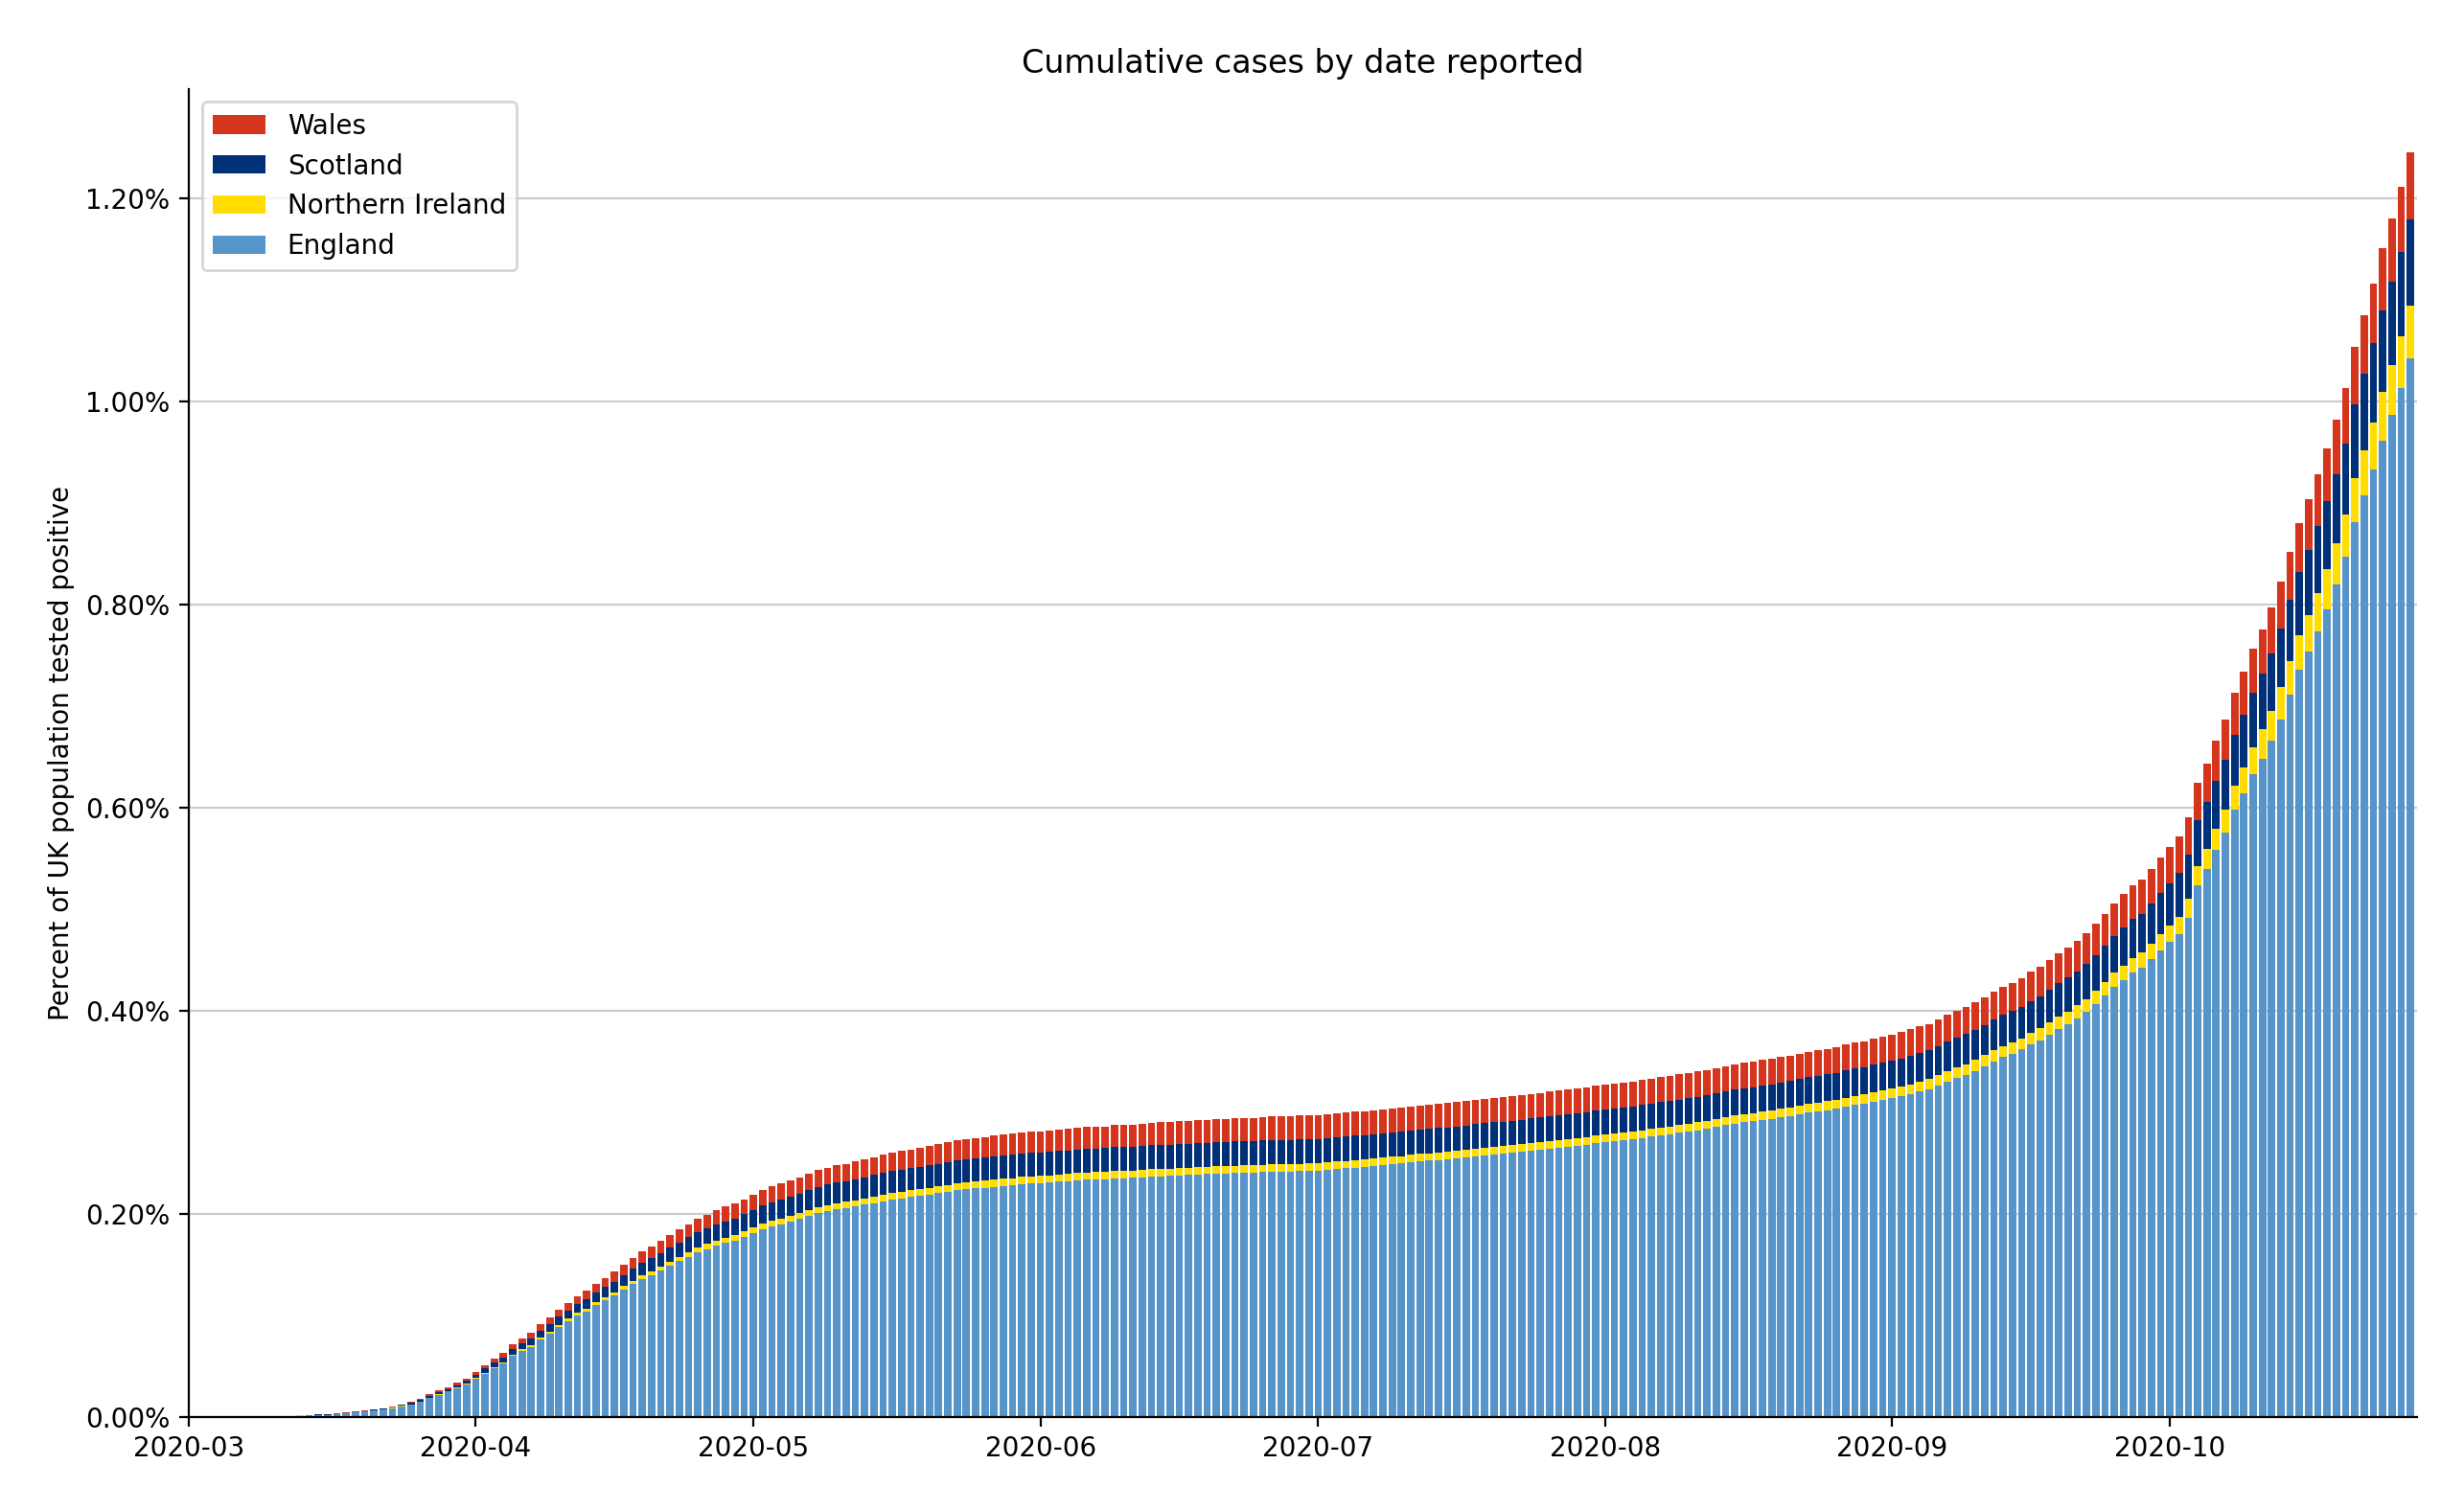 Cumulative cases by date reported
Wales
Scotland
Northern Ireland
England
Percent of UK population tested positive
1.20%
1.00%
0.80%
0.60%
0.40%
0.20%
0.00%
2020-03 2020-04 2020-05 2020-06 2020-07 2020-08 2020-09 2020-10